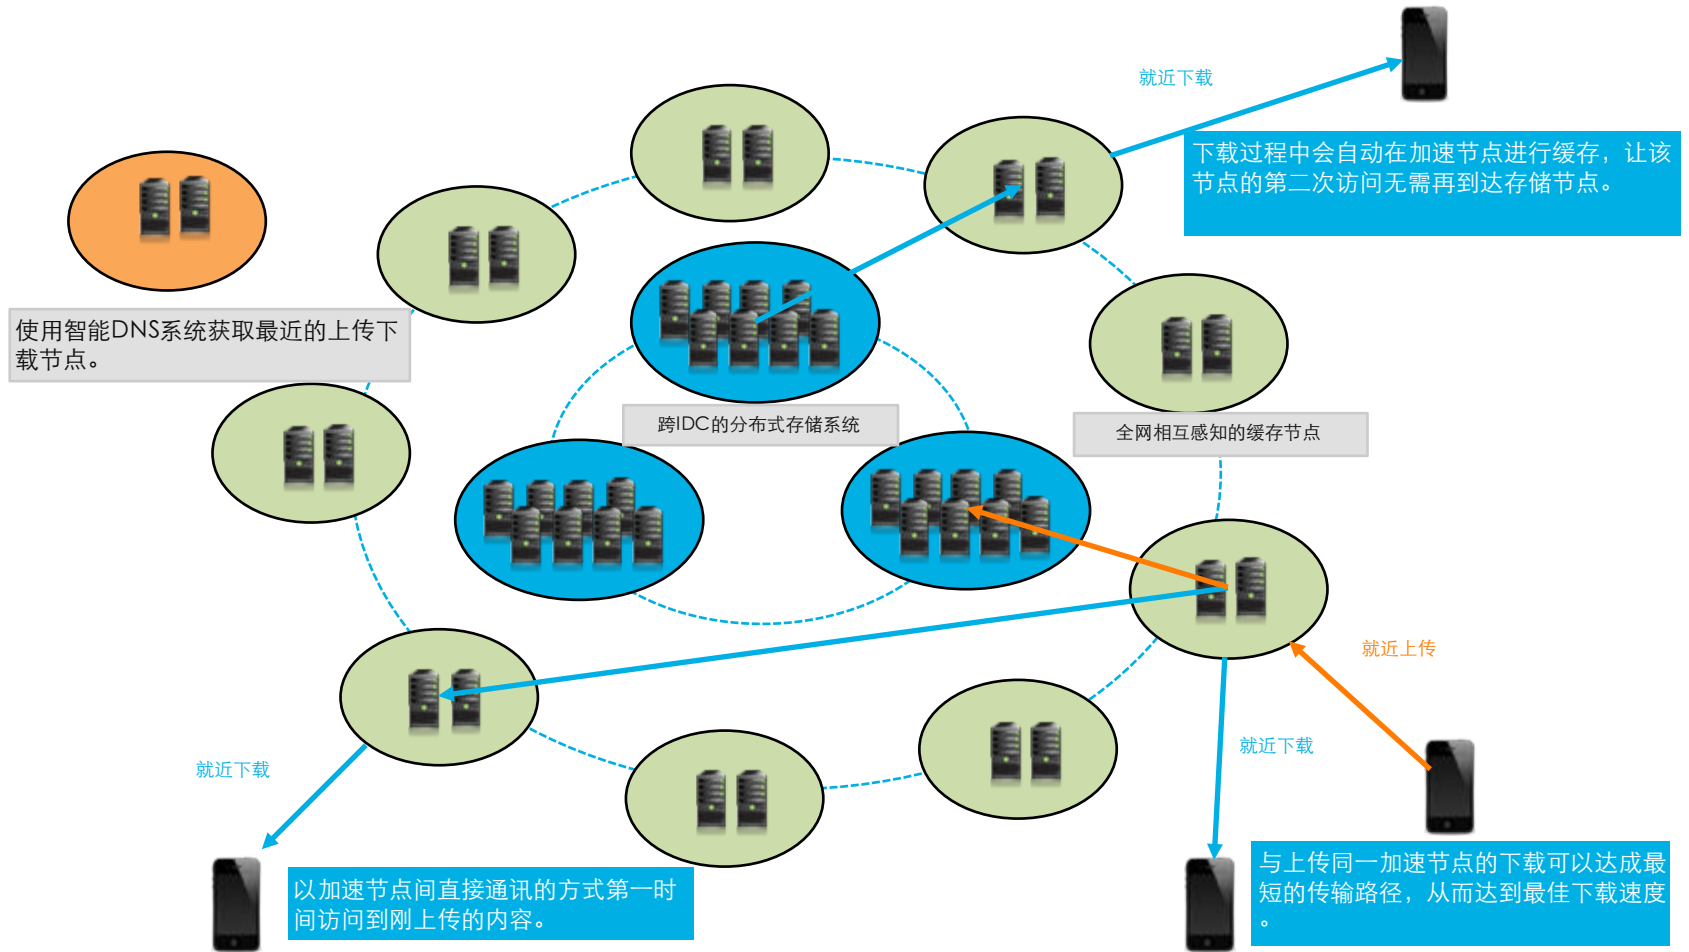 就近下载
下载过程中会自动在加速节点进行缓存，让该
节点的第二次访问无需再到达存储节点。
使用智能DNS系统获取最近的上传下
载节点。
跨IDC的分布式存储系统
全网相互感知的缓存节点
就近上传
就近下载
就近下载
与上传同一加速节点的下载可以达成最
短的传输路径，从而达到最佳下载速度
。
以加速节点间直接通讯的方式第一时
间访问到刚上传的内容。